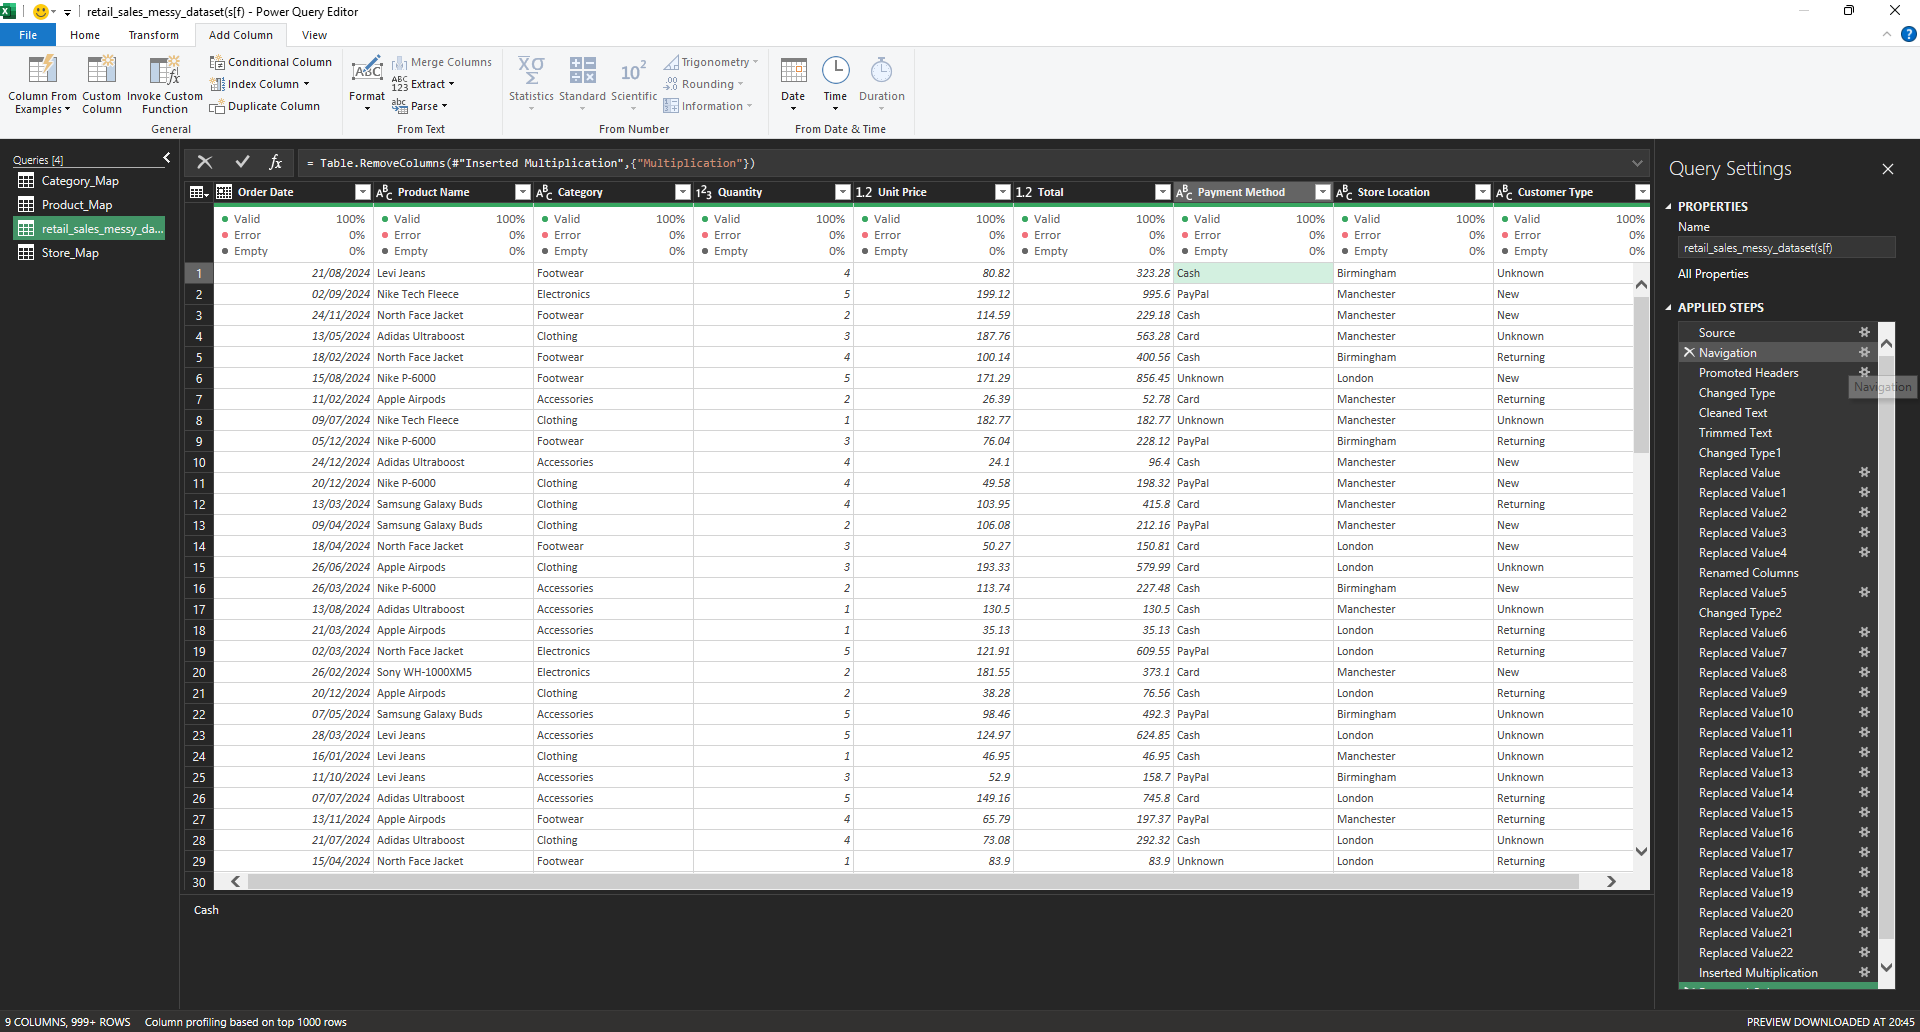 retail_sales_messy_dataset(s[f) - Power Query Editor
File Home Transform Add Column View
Column From Examples
Custom Column
Invoke Custom Function
Conditional Column
Index Column
Duplicate Column
General
Format
Merge Columns
Extract
Parse
From Text
Statistics
Standard
Scientific
Trigonometry
Rounding
Information
From Number
Date
Time
Duration
From Date & Time
Queries [4]
Category_Map
Product_Map
retail_sales_messy_da...
Store_Map
= Table.RemoveColumns(#"Inserted Multiplication",{"Multiplication"})
Order Date Product Name Category Quantity Unit Price Total Payment Method Store Location Customer Type
Valid 100% Valid 100% Valid 100% Valid 100% Valid 100% Valid 100% Valid 100% Valid 100% Valid 100%
Error 0% Error 0% Error 0% Error 0% Error 0% Error 0% Error 0% Error 0% Error 0%
Empty 0% Empty 0% Empty 0% Empty 0% Empty 0% Empty 0% Empty 0% Empty 0% Empty 0%
1 21/08/2024 Levi Jeans Footwear 4 80.82 323.28 Cash Birmingham Unknown
2 02/09/2024 Nike Tech Fleece Electronics 5 199.12 995.6 PayPal Manchester New
3 24/11/2024 North Face Jacket Footwear 2 114.59 229.18 Cash Manchester New
4 13/05/2024 Adidas Ultraboost Clothing 3 187.76 563.28 Card Manchester Unknown
5 18/02/2024 North Face Jacket Footwear 4 100.14 400.56 Cash Birmingham Returning
6 15/08/2024 Nike P-6000 Footwear 5 171.29 856.45 Unknown London New
7 11/02/2024 Apple Airpods Accessories 2 26.39 52.78 Card Manchester Returning
8 09/07/2024 Nike Tech Fleece Clothing 1 182.77 182.77 Unknown Manchester Unknown
9 05/12/2024 Nike P-6000 Footwear 3 76.04 228.12 PayPal Birmingham Returning
10 24/12/2024 Adidas Ultraboost Accessories 4 24.1 96.4 Cash Manchester New
11 20/12/2024 Nike P-6000 Clothing 4 49.58 198.32 PayPal Manchester New
12 13/03/2024 Samsung Galaxy Buds Clothing 4 103.95 415.8 Card Manchester Returning
13 09/04/2024 Samsung Galaxy Buds Clothing 2 106.08 212.16 PayPal Manchester New
14 18/04/2024 North Face Jacket Footwear 3 50.27 150.81 Card London New
15 26/06/2024 Apple Airpods Clothing 3 193.33 579.99 Card London Unknown
16 26/03/2024 Nike P-6000 Accessories 2 113.74 227.48 Cash Birmingham New
17 13/08/2024 Adidas Ultraboost Accessories 1 130.5 130.5 Cash Manchester Unknown
18 21/03/2024 Apple Airpods Accessories 1 35.13 35.13 Cash London Returning
19 02/03/2024 North Face Jacket Electronics 5 121.91 609.55 PayPal London Returning
20 26/02/2024 Sony WH-1000XM5 Electronics 2 181.55 373.1 Card Manchester New
21 20/12/2024 Apple Airpods Clothing 2 38.28 76.56 Cash London Returning
22 07/05/2024 Samsung Galaxy Buds Accessories 5 98.46 492.3 PayPal Birmingham Unknown
23 28/03/2024 Levi Jeans Accessories 5 124.97 624.85 Cash London Unknown
24 16/01/2024 Levi Jeans Clothing 1 46.95 46.95 Cash Manchester Unknown
25 11/10/2024 Levi Jeans Accessories 3 52.9 158.7 PayPal Birmingham Unknown
26 07/07/2024 Adidas Ultraboost Accessories 5 149.16 745.8 Card London Returning
27 13/11/2024 Apple Airpods Footwear 4 65.79 197.37 PayPal Manchester Returning
28 21/07/2024 Adidas Ultraboost Clothing 4 73.08 292.32 Cash London Unknown
29 15/04/2024 North Face Jacket Footwear 1 83.9 83.9 Unknown London Returning
30
Cash
Query Settings
PROPERTIES
Name
retail_sales_messy_dataset(s[f)
All Properties
APPLIED STEPS
Source
Navigation
Promoted Headers
Navigation
Changed Type
Cleaned Text
Trimmed Text
Changed Type1
Replaced Value
Replaced Value1
Replaced Value2
Replaced Value3
Replaced Value4
Renamed Columns
Replaced Value5
Changed Type2
Replaced Value6
Replaced Value7
Replaced Value8
Replaced Value9
Replaced Value10
Replaced Value11
Replaced Value12
Replaced Value13
Replaced Value14
Replaced Value15
Replaced Value16
Replaced Value17
Replaced Value18
Replaced Value19
Replaced Value20
Replaced Value21
Replaced Value22
Inserted Multiplication
9 COLUMNS, 999+ ROWS Column profiling based on top 1000 rows PREVIEW DOWNLOADED AT 20:45